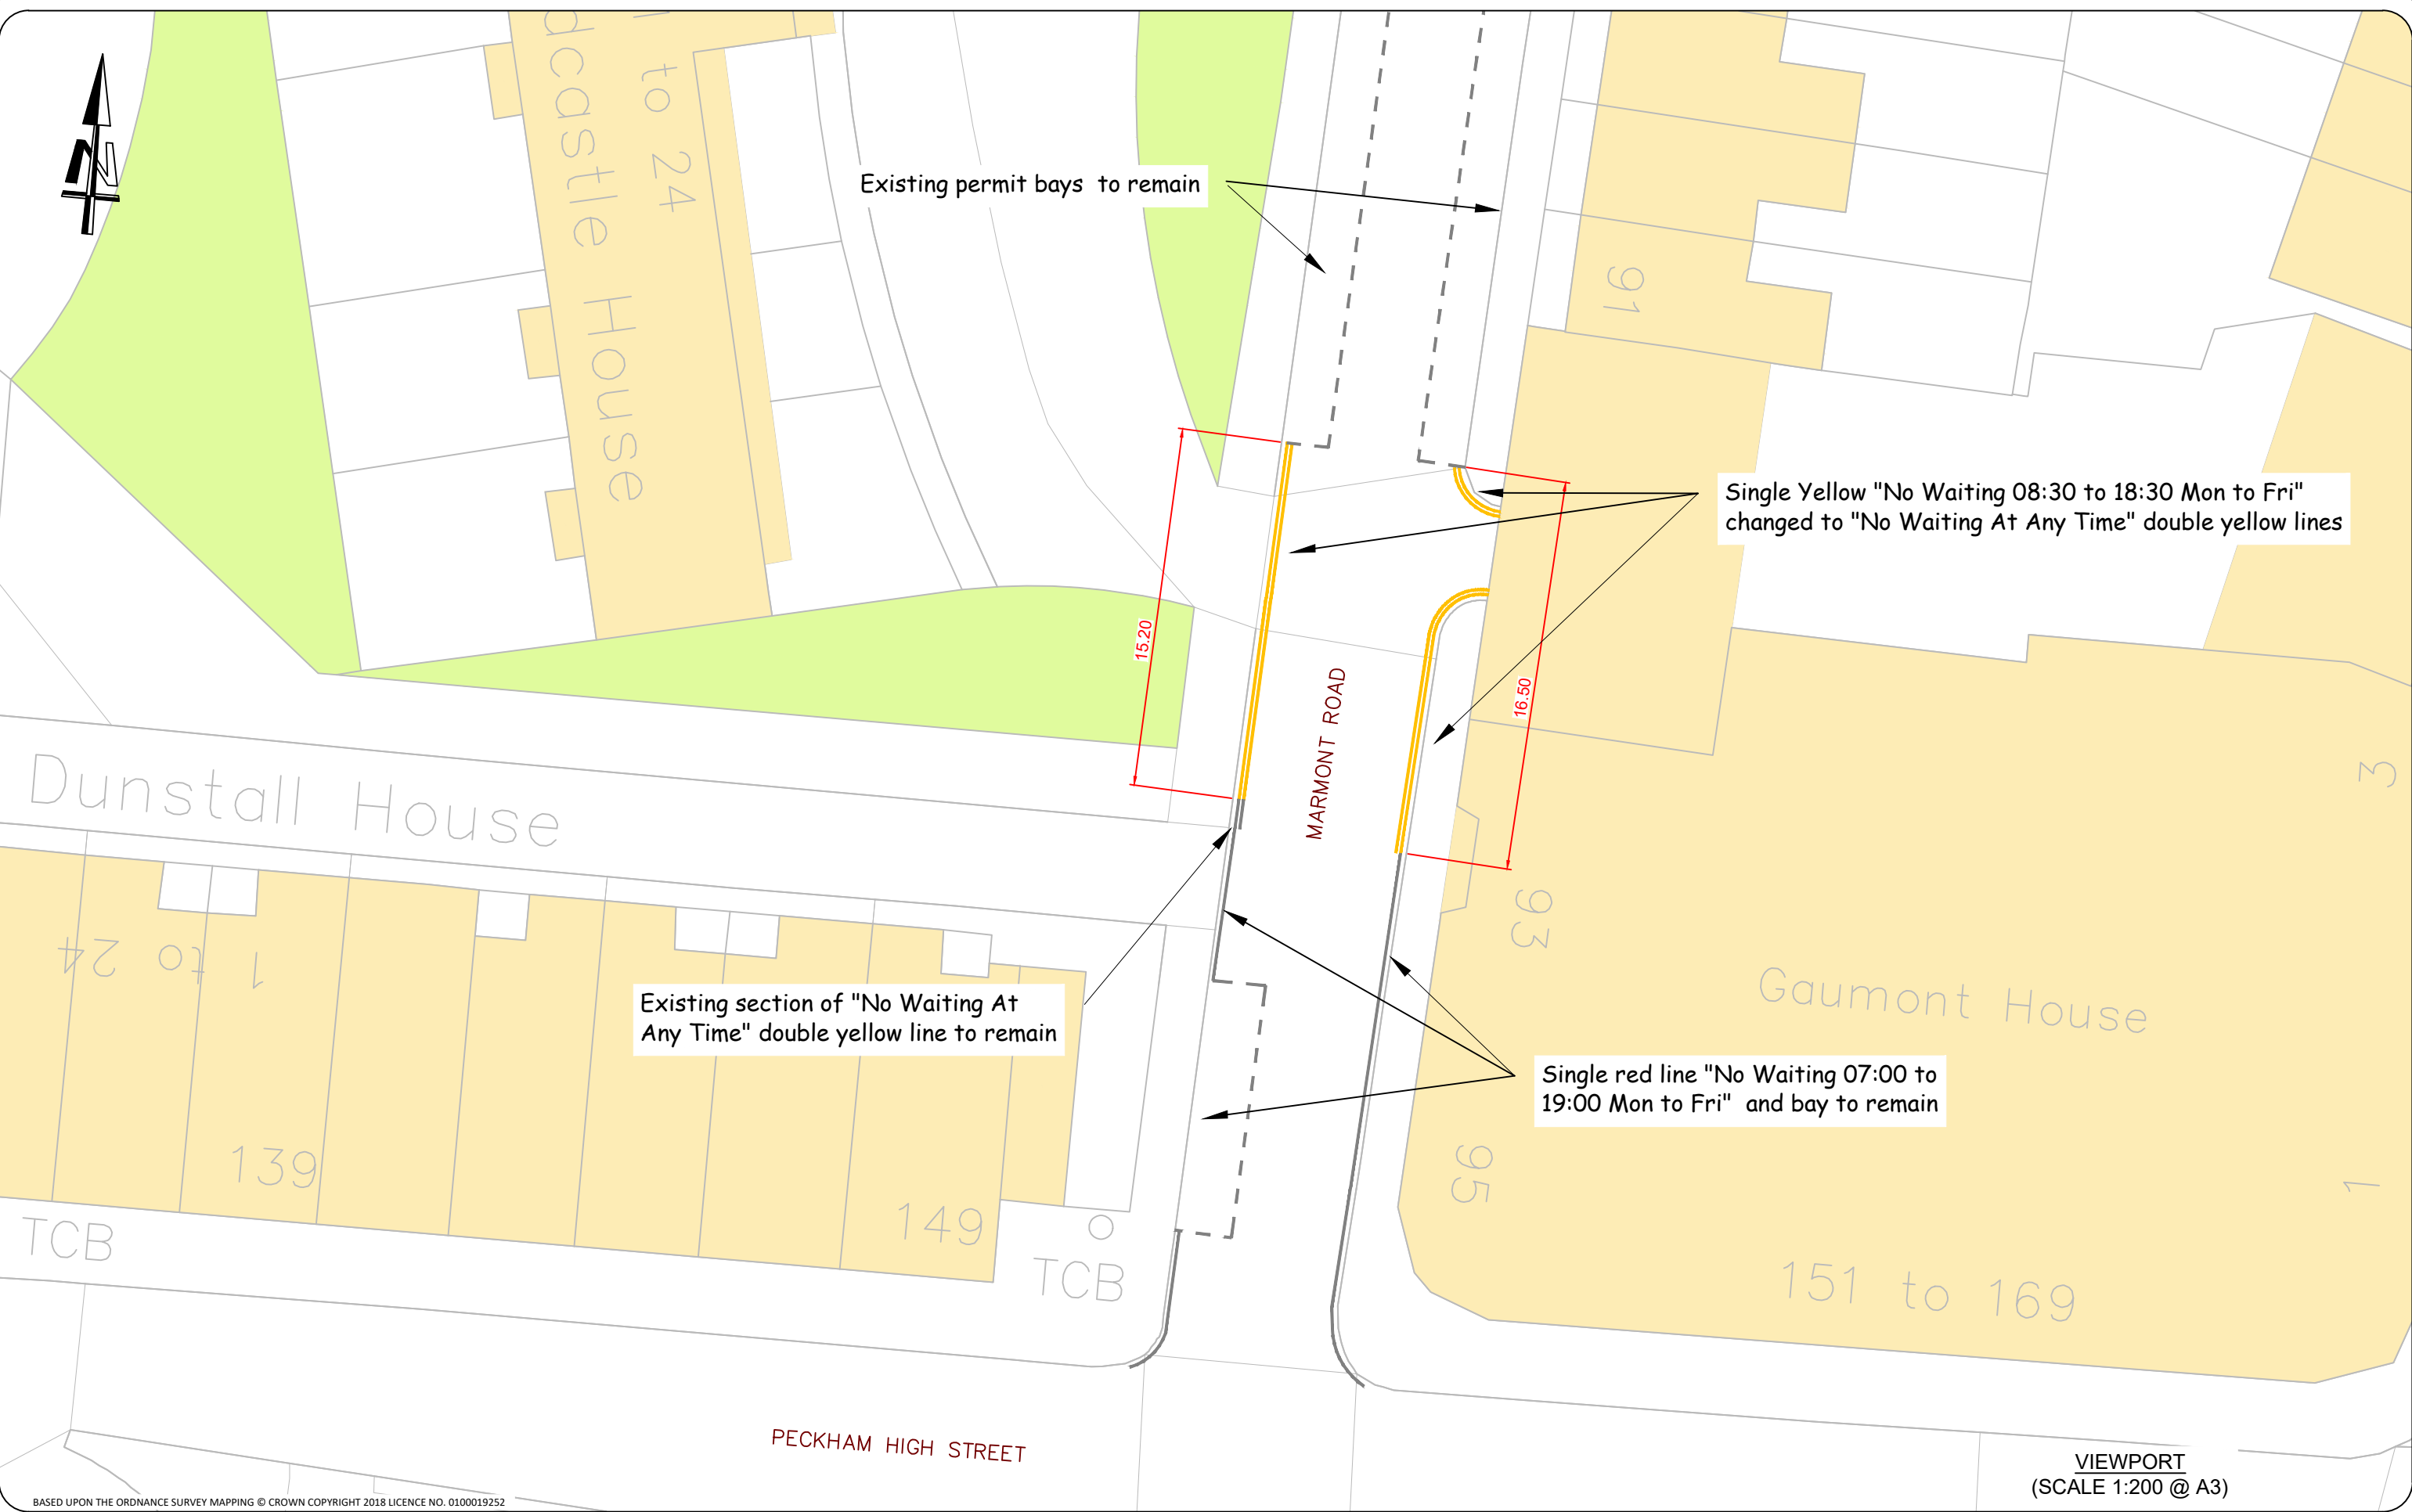 N
dcastle House
to 24
Existing permit bays  to remain
91
Single Yellow "No Waiting 08:30 to 18:30 Mon to Fri"
changed to "No Waiting At Any Time" double yellow lines
15.20
16.50
MARMONT ROAD
Dunstall House
3
93
1 to 24
Gaumont House
Existing section of "No Waiting At
Any Time" double yellow line to remain
Single red line "No Waiting 07:00 to
19:00 Mon to Fri"  and bay to remain
139
149
95
1
TCB
TCB
151 to 169
PECKHAM HIGH STREET
VIEWPORT
(SCALE 1:200 @ A3)
BASED UPON THE ORDNANCE SURVEY MAPPING © CROWN COPYRIGHT 2018 LICENCE NO. 0100019252